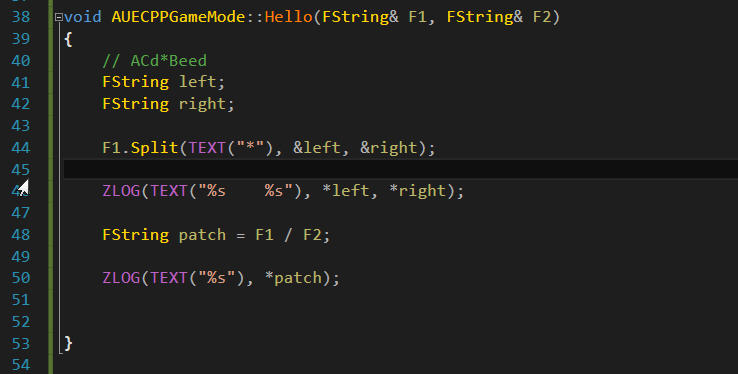 38 void AUECPPGameMode::Hello(FString& F1, FString& F2)
39 {
40 // ACd*Beed
41 FString left;
42 FString right;
43
44 F1.Split(TEXT("*"), &left, &right);
45
ZLOG(TEXT("%s    %s"), *left, *right);
47
48 FString patch = F1 / F2;
49
50 ZLOG(TEXT("%s"), *patch);
51
52
53 }
54